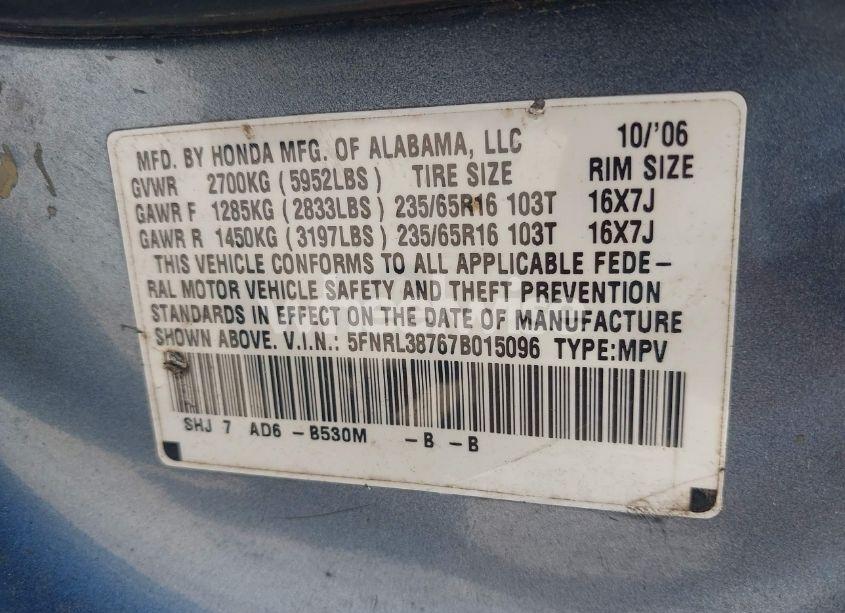 MFD. BY HONDA MFG. OF ALABAMA, LLC 10/'06
GVWR 2700KG (5952LBS) TIRE SIZE RIM SIZE
GAWR F 1285KG (2833LBS) 235/65R16 103T 16X7J
GAWR R 1450KG (3197LBS) 235/65R16 103T 16X7J
THIS VEHICLE CONFORMS TO ALL APPLICABLE FEDE-
RAL MOTOR VEHICLE SAFETY AND THEFT PREVENTION
STANDARDS IN EFFECT ON THE DATE OF MANUFACTURE
SHOWN ABOVE. V.I.N.: 5FNRL38767B015096 TYPE:MPV
SHJ 7 AD6 -B530M -B -B